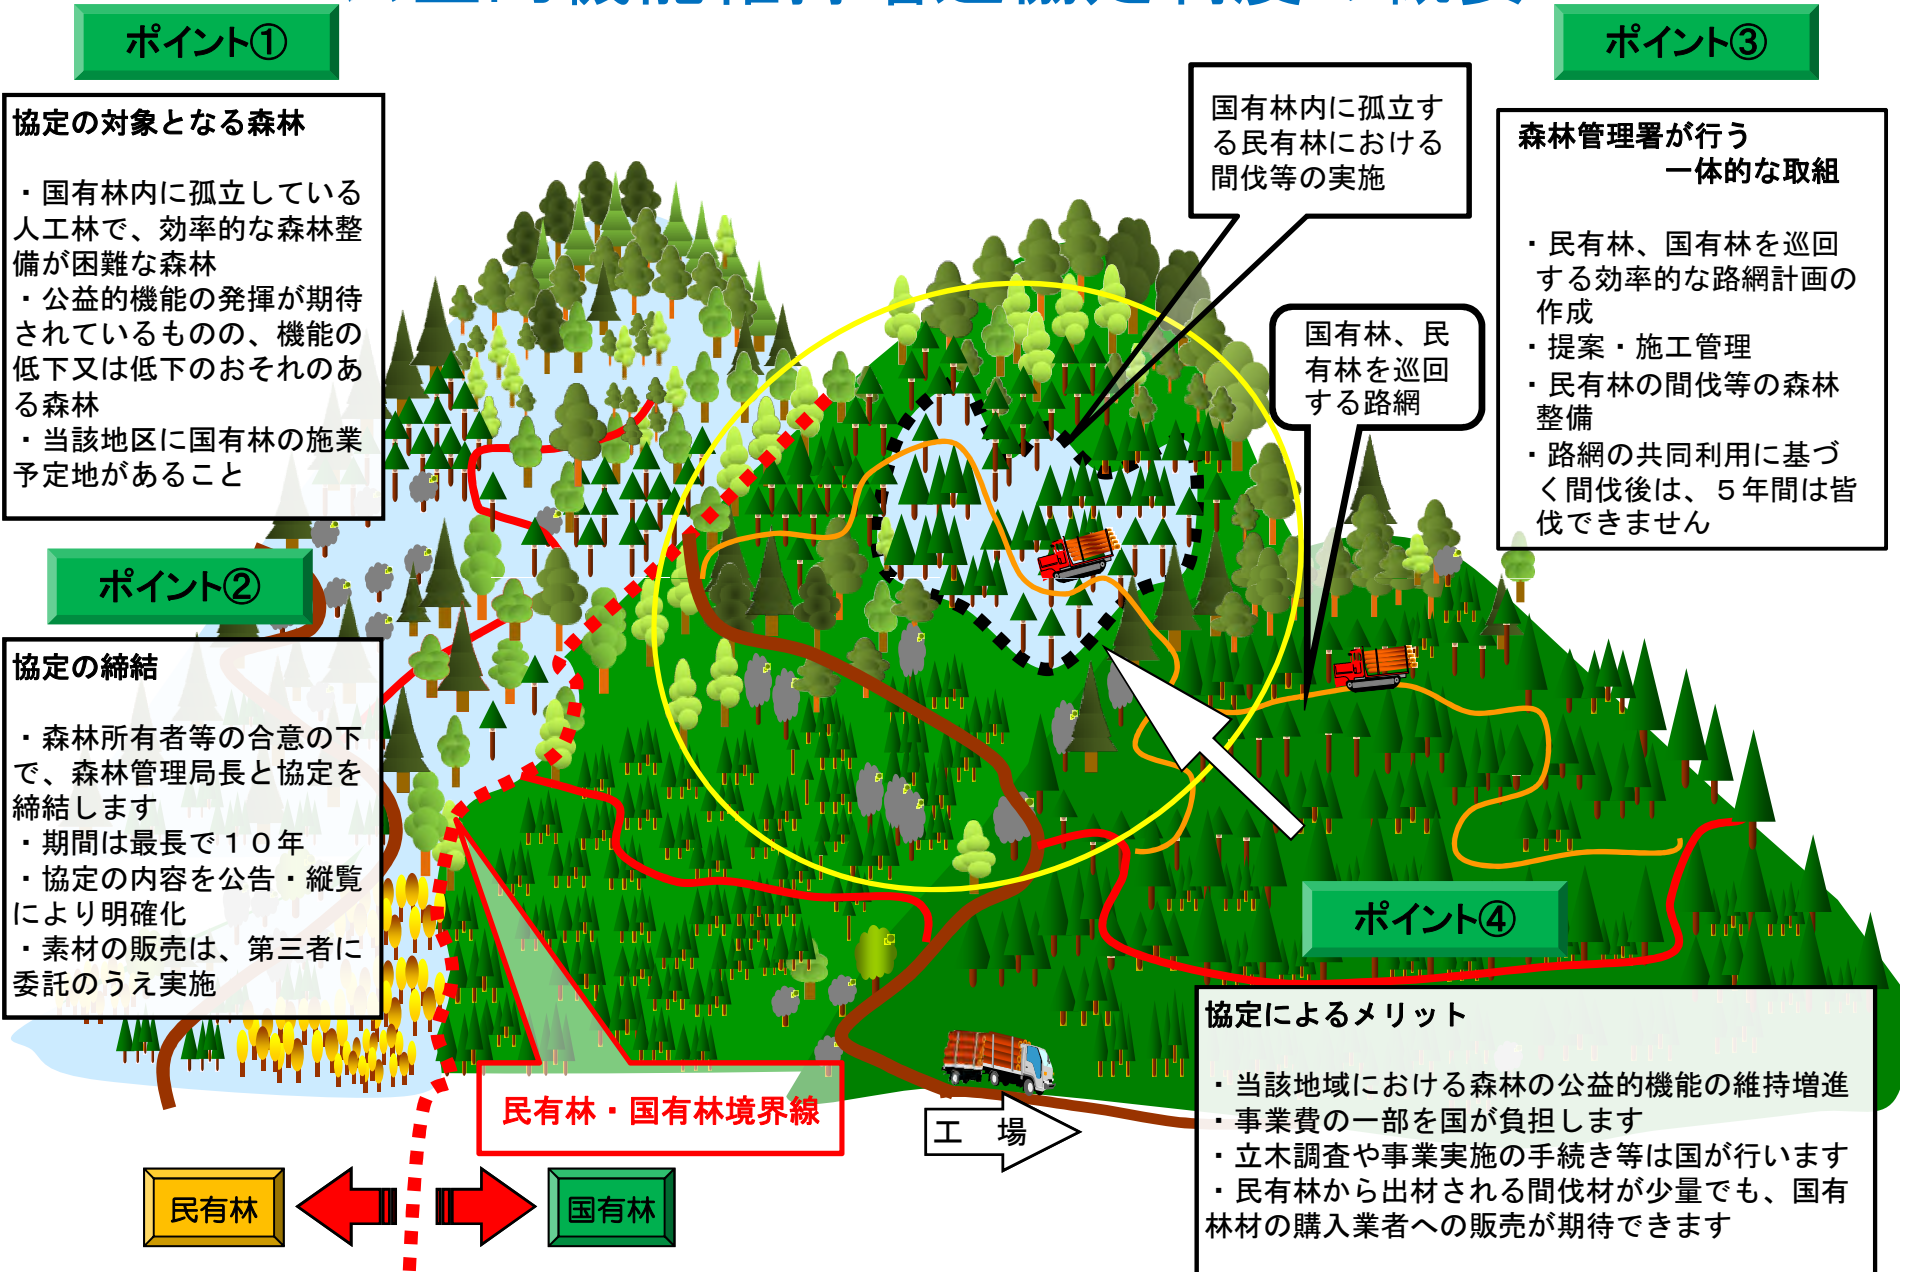 公益的機能維持増進協定制度の概要
ポイント①
協定の対象となる森林
・国有林内に孤立している
人工林で、効率的な森林整
備が困難な森林
・公益的機能の発揮が期待
されているものの、機能の
低下又は低下のおそれのあ
る森林
・当該地区に国有林の施業
予定地があること
ポイント②
協定の締結
・森林所有者等の合意の下
で、森林管理局長と協定を
締結します
・期間は最長で１０年
・協定の内容を公告・縦覧
により明確化
・素材の販売は、第三者に
委託のうえ実施
国有林内に孤立す
る民有林における
間伐等の実施
国有林、民
有林を巡回
する路網
ポイント③
森林管理署が行う
一体的な取組
・民有林、国有林を巡回
する効率的な路網計画の
作成
・提案・施工管理
・民有林の間伐等の森林
整備
・路網の共同利用に基づ
く間伐後は、５年間は皆
伐できません
ポイント④
協定によるメリット
・当該地域における森林の公益的機能の維持増進
・事業費の一部を国が負担します
・立木調査や事業実施の手続き等は国が行います
・民有林から出材される間伐材が少量でも、国有
林材の購入業者への販売が期待できます
民有林・国有林境界線
工　場
民有林
国有林